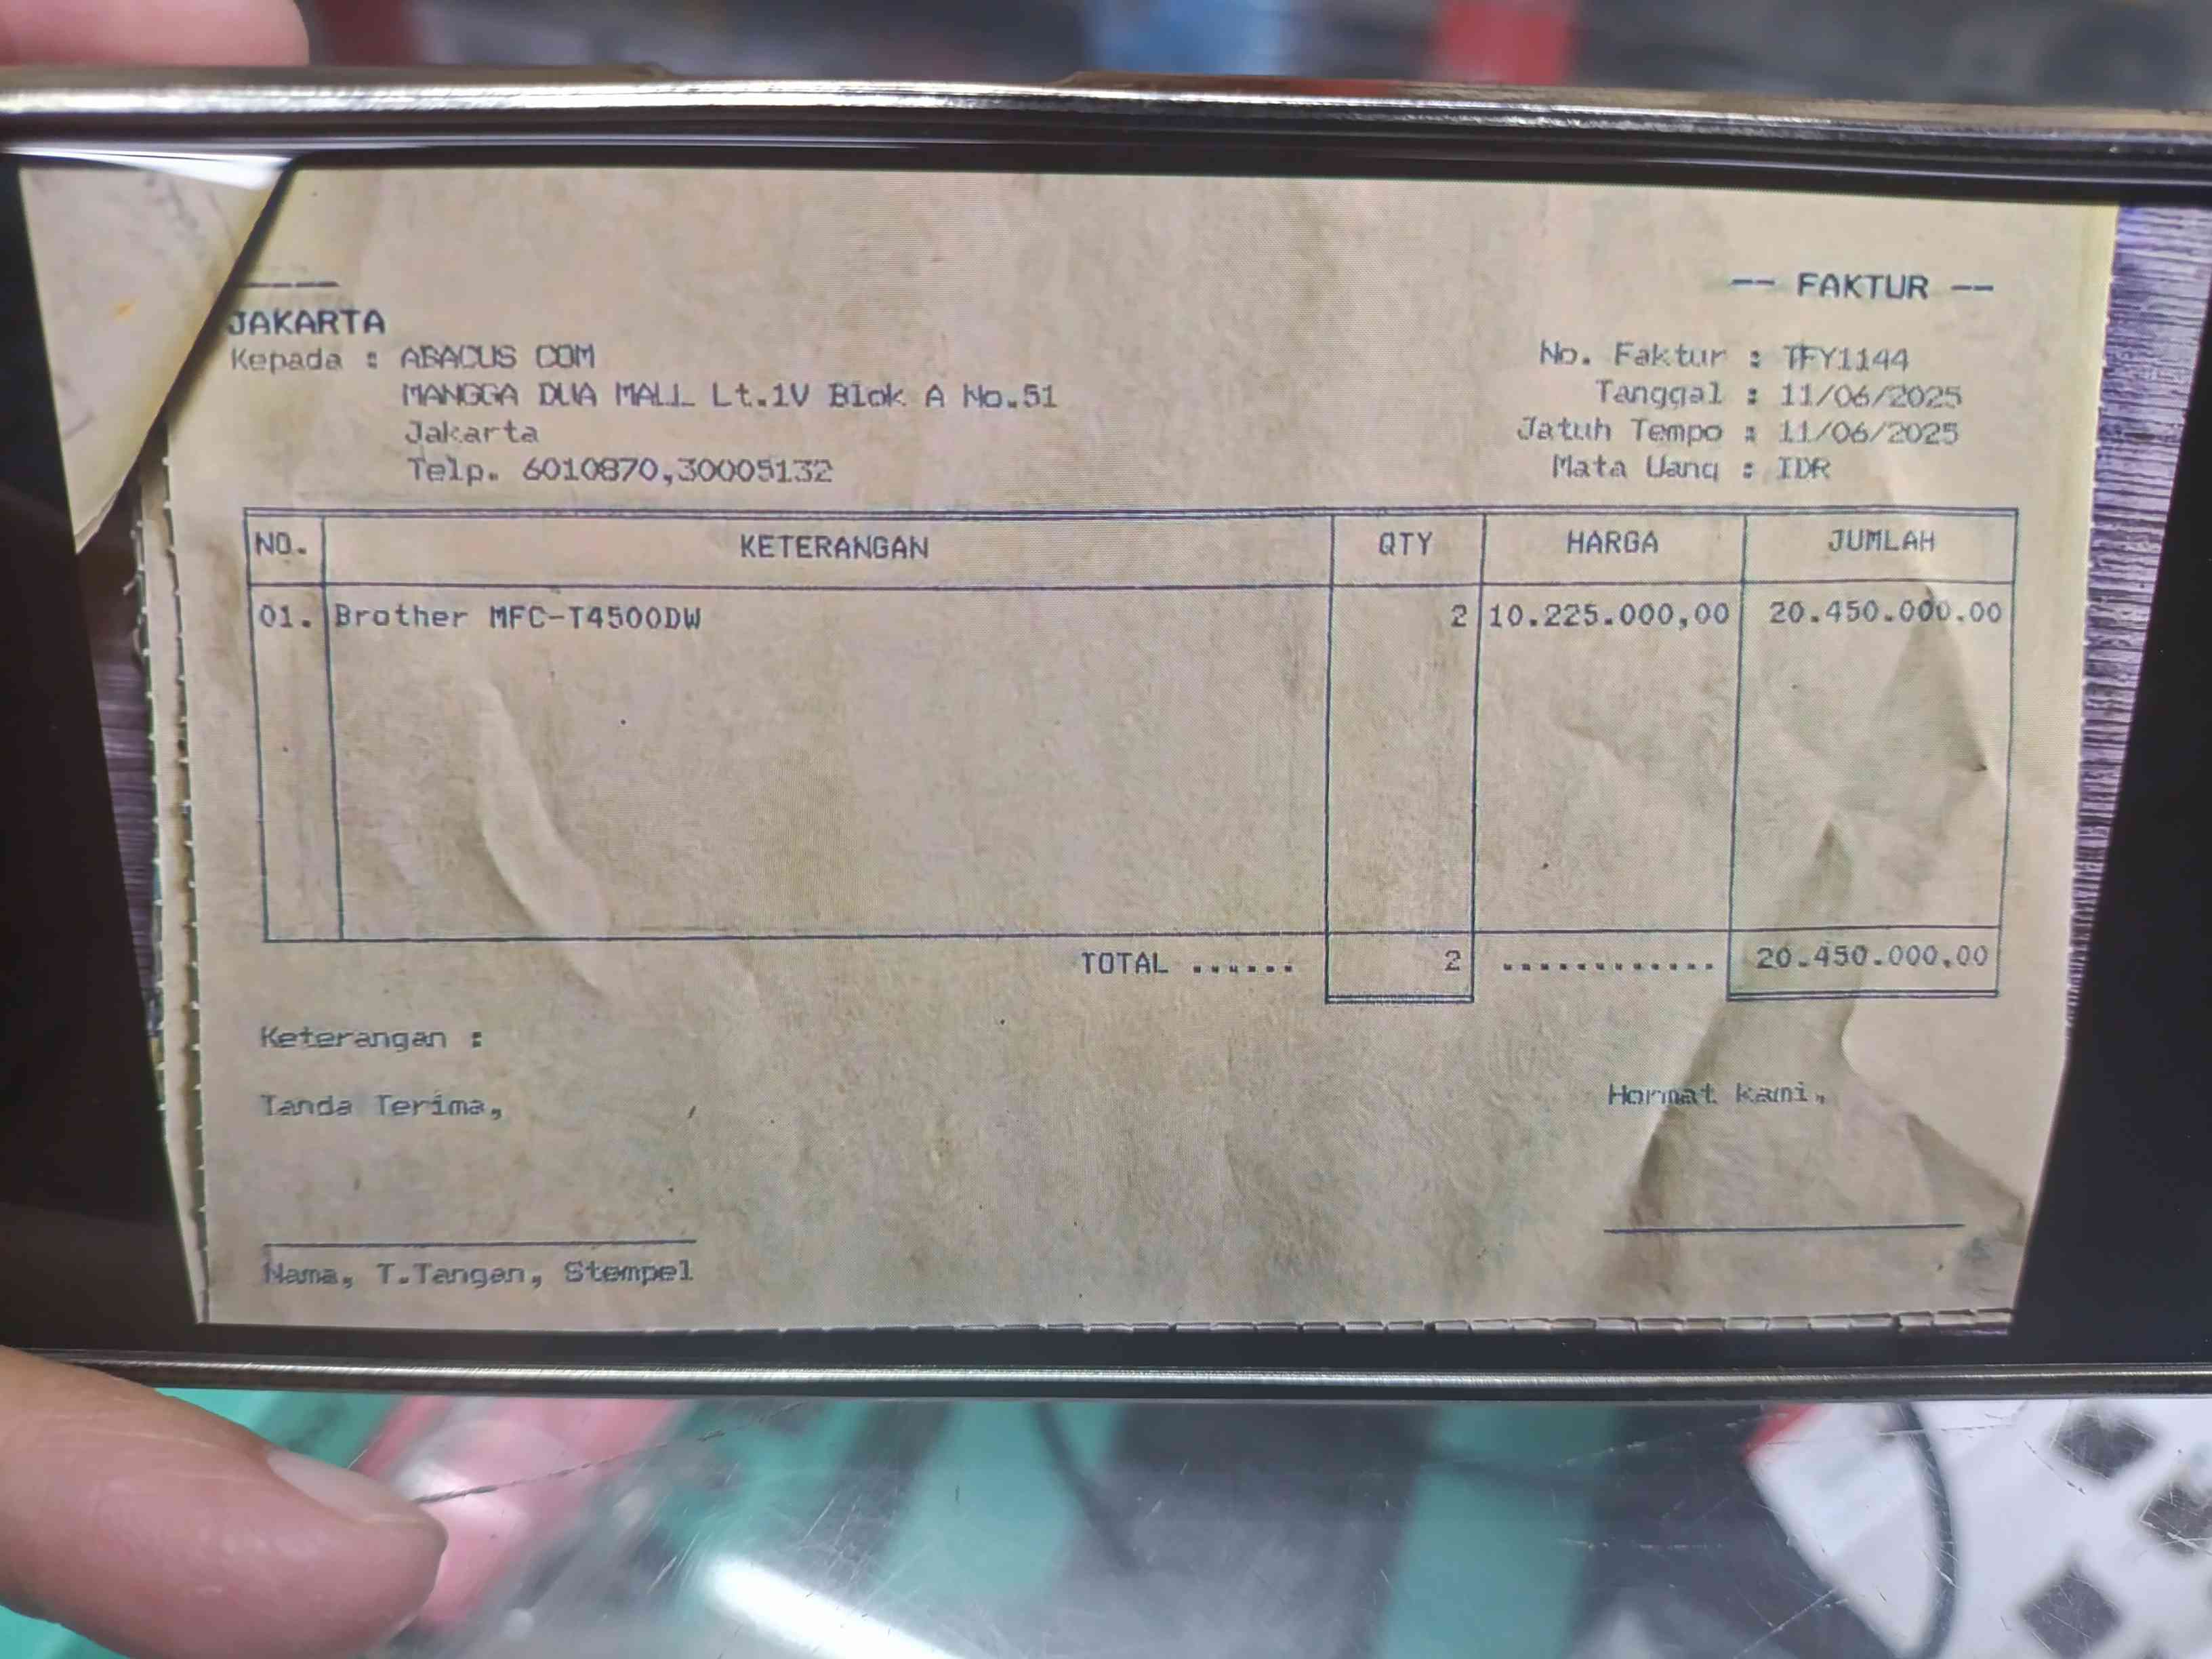 -- FAKTUR --
JAKARTA
Kepada : ABACUS COM
MANGGA DUA MALL Lt.1V Blok A No.51
Jakarta
Telp. 6010870,30005132
No. Faktur : TFY1144
Tanggal : 11/06/2025
Jatuh Tempo : 11/06/2025
Mata Uang : IDR
NO. KETERANGAN QTY HARGA JUMLAH
01. Brother MFC-T4500DW 2 10.225.000,00 20.450.000.00
TOTAL ...... 2 ............ 20.450.000,00
Keterangan :
Tanda Terima,
Hormat kami,
Nama, T.Tangan, Stempel